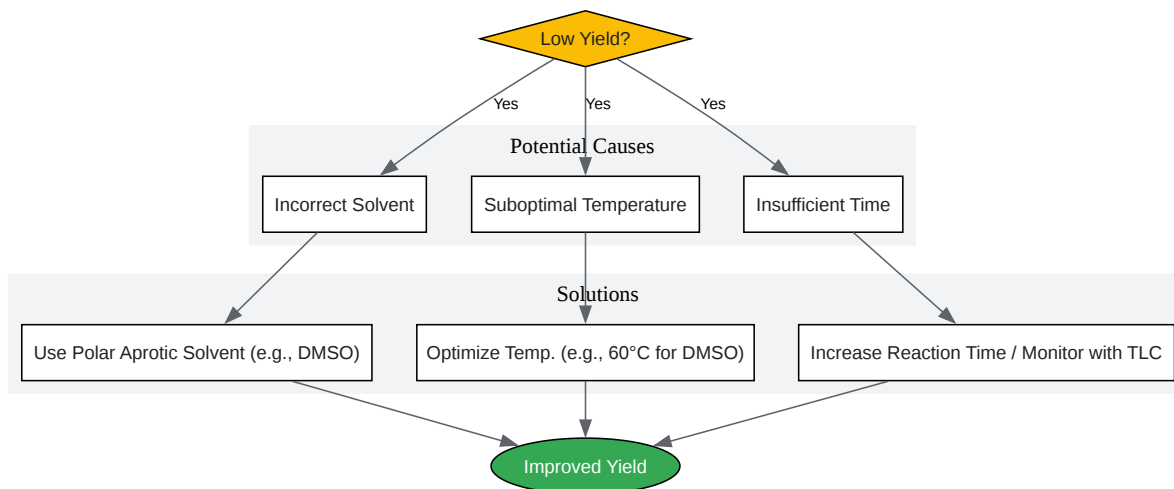 Low Yield?
Yes
Yes
Yes
Potential Causes
Incorrect Solvent
Suboptimal Temperature
Insufficient Time
Solutions
Use Polar Aprotic Solvent (e.g., DMSO)
Optimize Temp. (e.g., 60°C for DMSO)
Increase Reaction Time / Monitor with TLC
Improved Yield